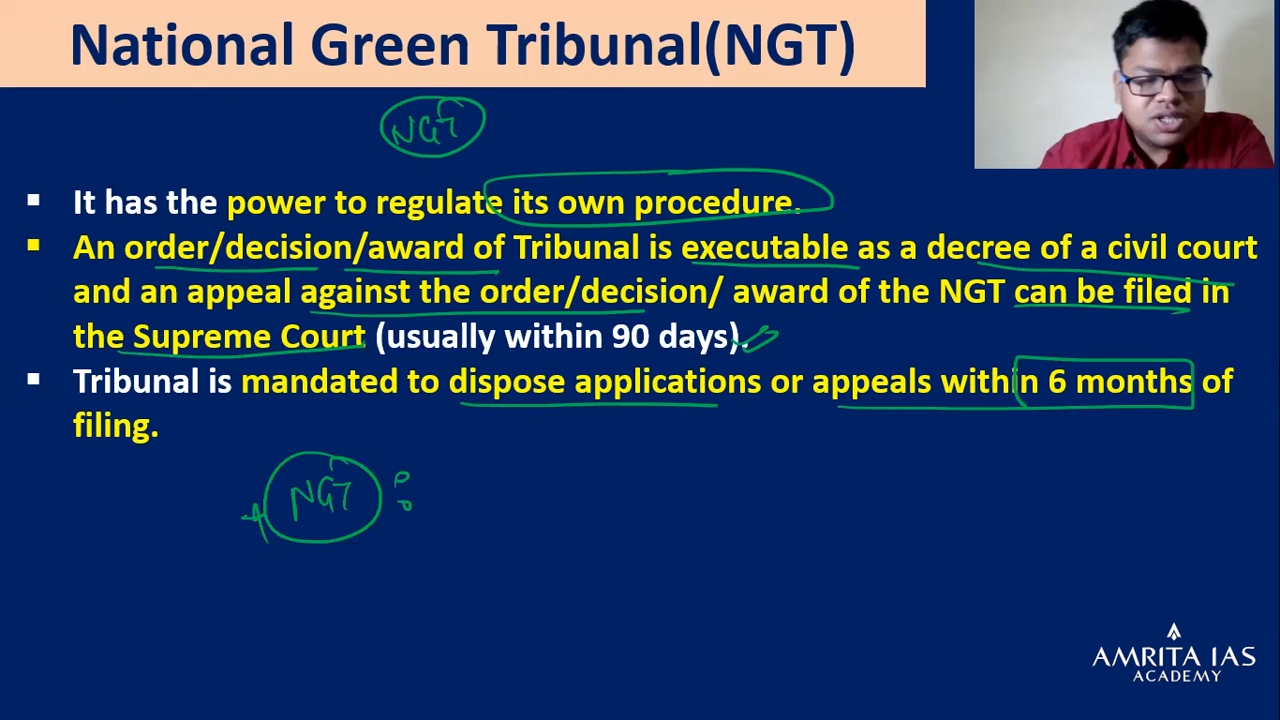 National Green Tribunal(NGT)
NGT
It has the power to regulate its own procedure.
An order/decision/award of Tribunal is executable as a decree of a civil court
and an appeal against the order/decision/ award of the NGT can be filed in
the Supreme Court (usually within 90 days).
Tribunal is mandated to dispose applications or appeals within 6 months of
filing.
NGT
AMRITA IAS
ACADEMY